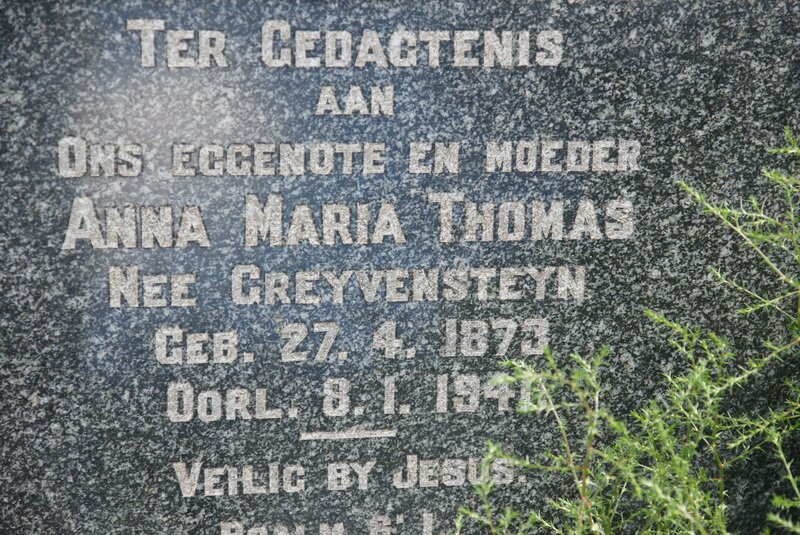 TER GEDAGTENIS
AAN
ONS EGGENOTE EN MOEDER
ANNA MARIA THOMAS
NEE GREYVENSTEYN
GEB. 27. 4. 1873
OORL. 8. 1.
VEILIG BY JESUS.